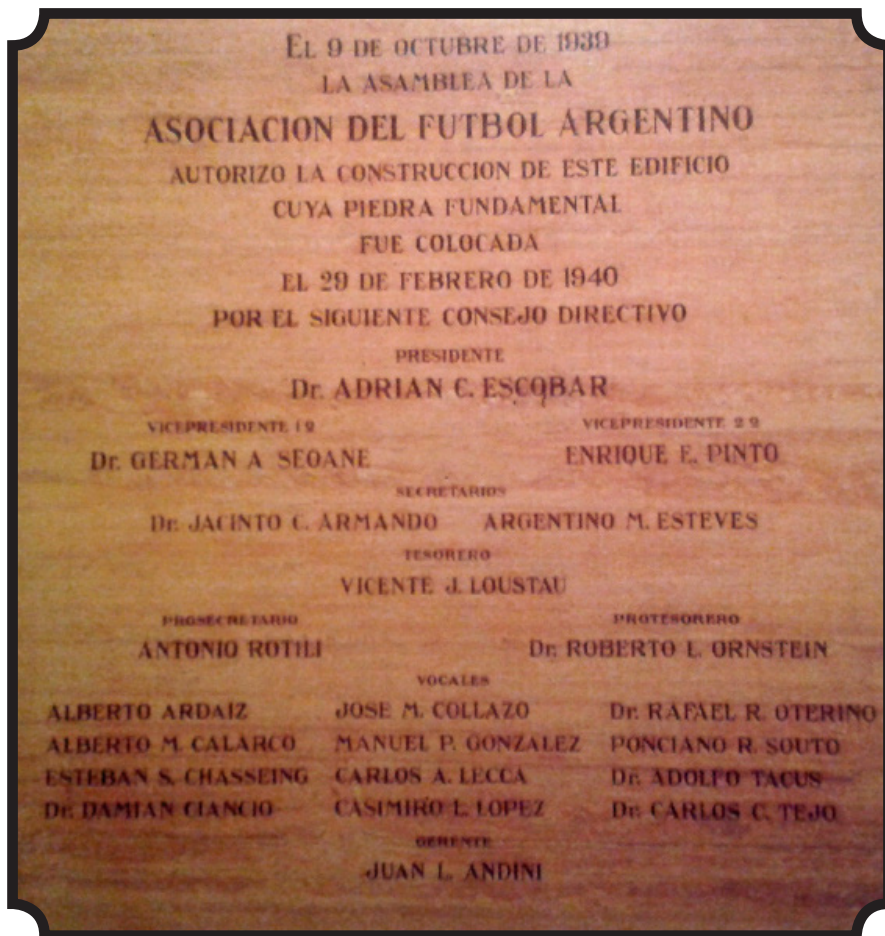 EL 9 DE OCTUBRE DE 1939
LA ASAMBLEA DE LA
ASOCIACION DEL FUTBOL ARGENTINO
AUTORIZO LA CONSTRUCCION DE ESTE EDIFICIO
CUYA PIEDRA FUNDAMENTAL
FUE COLOCADA
EL 29 DE FEBRERO DE 1940
POR EL SIGUIENTE CONSEJO DIRECTIVO
PRESIDENTE
Dr. ADRIAN C. ESCOBAR
VICEPRESIDENTE 1º VICEPRESIDENTE 2º
Dr. GERMAN A SEOANE ENRIQUE E. PINTO
SECRETARIOS
Dr. JACINTO C. ARMANDO ARGENTINO M. ESTEVES
TESORERO
VICENTE J. LOUSTAU
PROSECRETARIO PROTESORERO
ANTONIO ROTILI Dr. ROBERTO L. ORNSTEIN
VOCALES
ALBERTO ARDAIZ JOSE M. COLLAZO Dr. RAFAEL R. OTERINO
ALBERTO M. CALARCO MANUEL P. GONZALEZ PONCIANO R. SOUTO
ESTEBAN S. CHASSEING CARLOS A. LECCA Dr. ADOLFO TACUS
Dr. DAMIAN CIANCIO CASIMIRO L. LOPEZ Dr. CARLOS C. TEJO
GERENTE
JUAN L. ANDINI